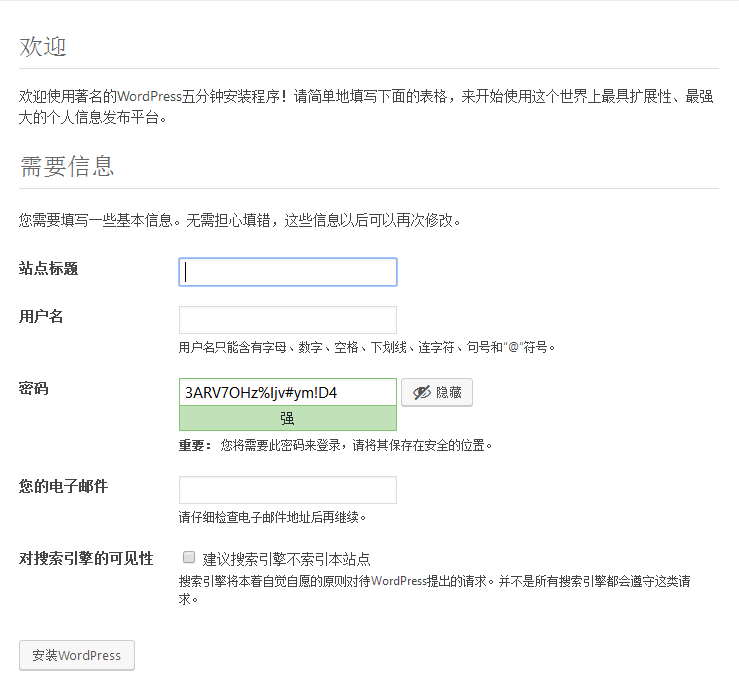 欢迎
欢迎使用著名的WordPress五分钟安装程序！请简单地填写下面的表格，来开始使用这个世界上最具扩展性、最强
大的个人信息发布平台。
需要信息
您需要填写一些基本信息。无需担心填错，这些信息以后可以再次修改。
站点标题
用户名
用户名只能含有字母、数字、空格、下划线、连字符、句号和“@”符号。
密码
3ARV7OHz%Ijv#ym!D4
隐藏
强
重要： 您将需要此密码来登录，请将其保存在安全的位置。
您的电子邮件
请仔细检查电子邮件地址后再继续。
对搜索引擎的可见性
建议搜索引擎不索引本站点
搜索引擎将本着自觉自愿的原则对待WordPress提出的请求。并不是所有搜索引擎都会遵守这类请
求。
安装WordPress